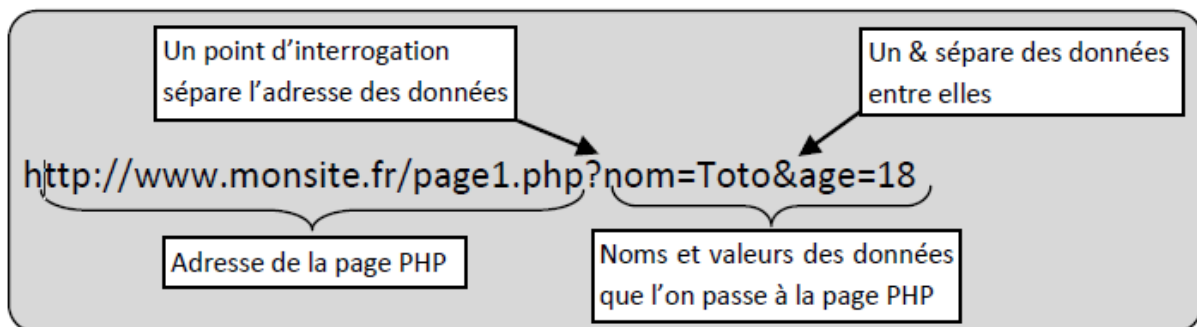 Un point d'interrogation
sépare l'adresse des données
Un & sépare des données
entre elles
http://www.monsite.fr/page1.php?nom=Toto&age=18
Adresse de la page PHP
Noms et valeurs des données
que l'on passe à la page PHP